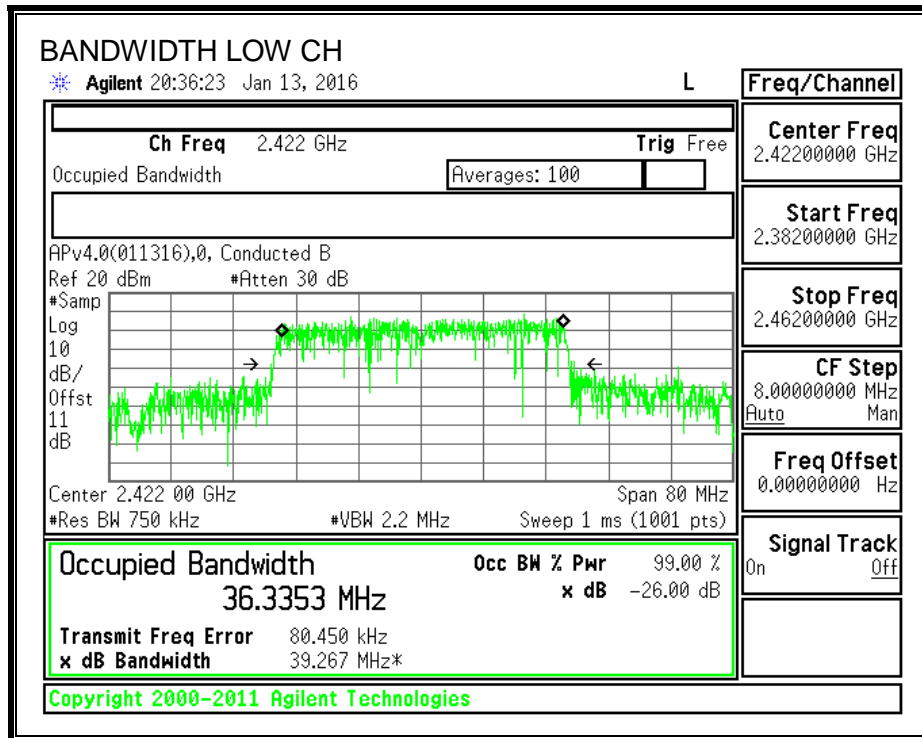 BANDWIDTH LOW CH
Agilent 20:36:23 Jan 13, 2016 L
Ch Freq 2.422 GHz Trig Free
Occupied Bandwidth Averages: 100
APv4.0(011316),0, Conducted B
Ref 20 dBm #Atten 30 dB
#Samp
Log
10
dB/
Offst
11
dB
Center 2.422 00 GHz Span 80 MHz
#Res BW 750 kHz #VBW 2.2 MHz Sweep 1 ms (1001 pts)
Occupied Bandwidth Occ BW % Pwr 99.00 %
36.3353 MHz x dB -26.00 dB
Transmit Freq Error 80.450 kHz
x dB Bandwidth 39.267 MHz*
Copyright 2000-2011 Agilent Technologies
Freq/Channel
Center Freq
2.42200000 GHz
Start Freq
2.38200000 GHz
Stop Freq
2.46200000 GHz
CF Step
8.00000000 MHz
Auto Man
Freq Offset
0.00000000 Hz
Signal Track
On Off